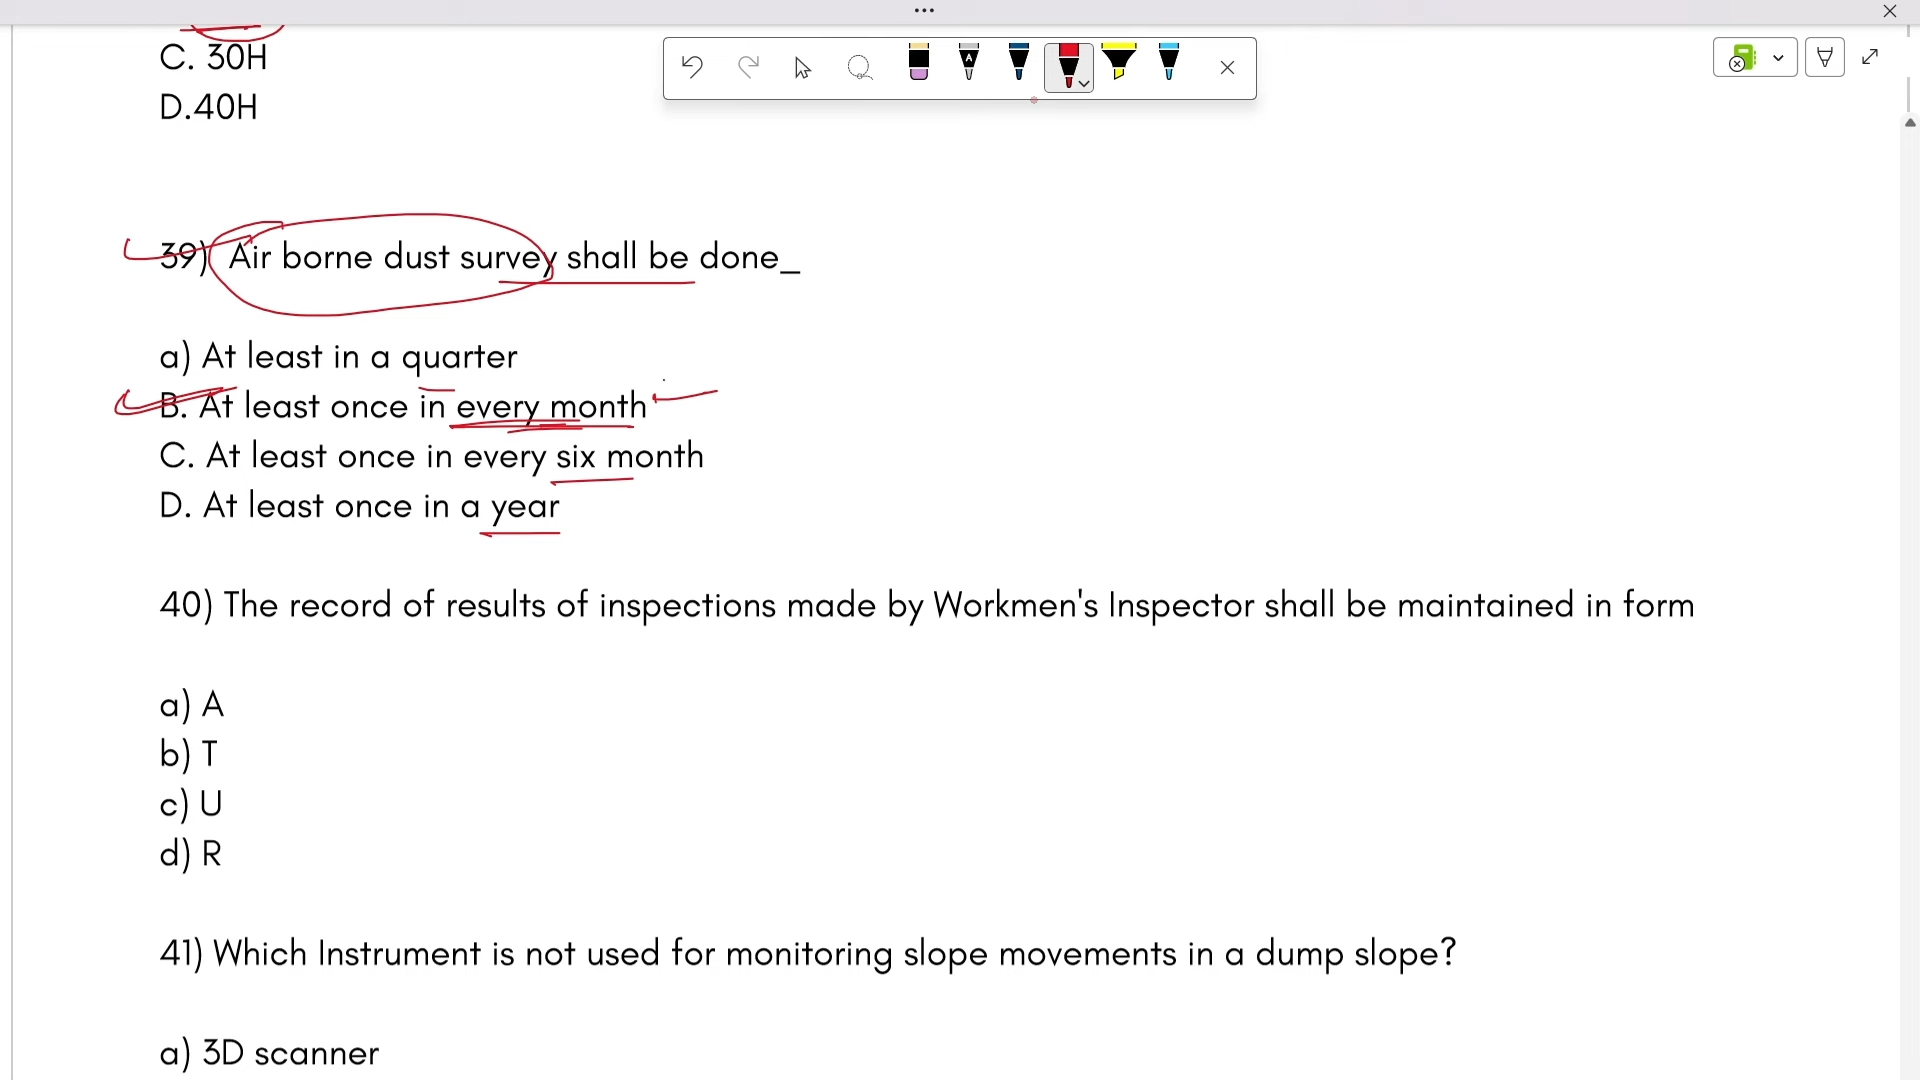 C. 30H
D.40H
39) Air borne dust survey shall be done_
a) At least in a quarter
B. At least once in every month
C. At least once in every six month
D. At least once in a year
40) The record of results of inspections made by Workmen's Inspector shall be maintained in form
a) A
b) T
c) U
d) R
41) Which Instrument is not used for monitoring slope movements in a dump slope?
a) 3D scanner